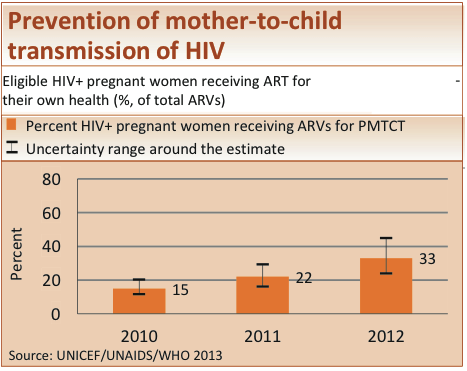 Prevention of mother-to-child
transmission of HIV
Eligible HIV+ pregnant women receiving ART for -
their own health (%, of total ARVs)
Percent HIV+ pregnant women receiving ARVs for PMTCT
Uncertainty range around the estimate
80
60
40
20
0
Percent
15
22
33
2010 2011 2012
Source: UNICEF/UNAIDS/WHO 2013